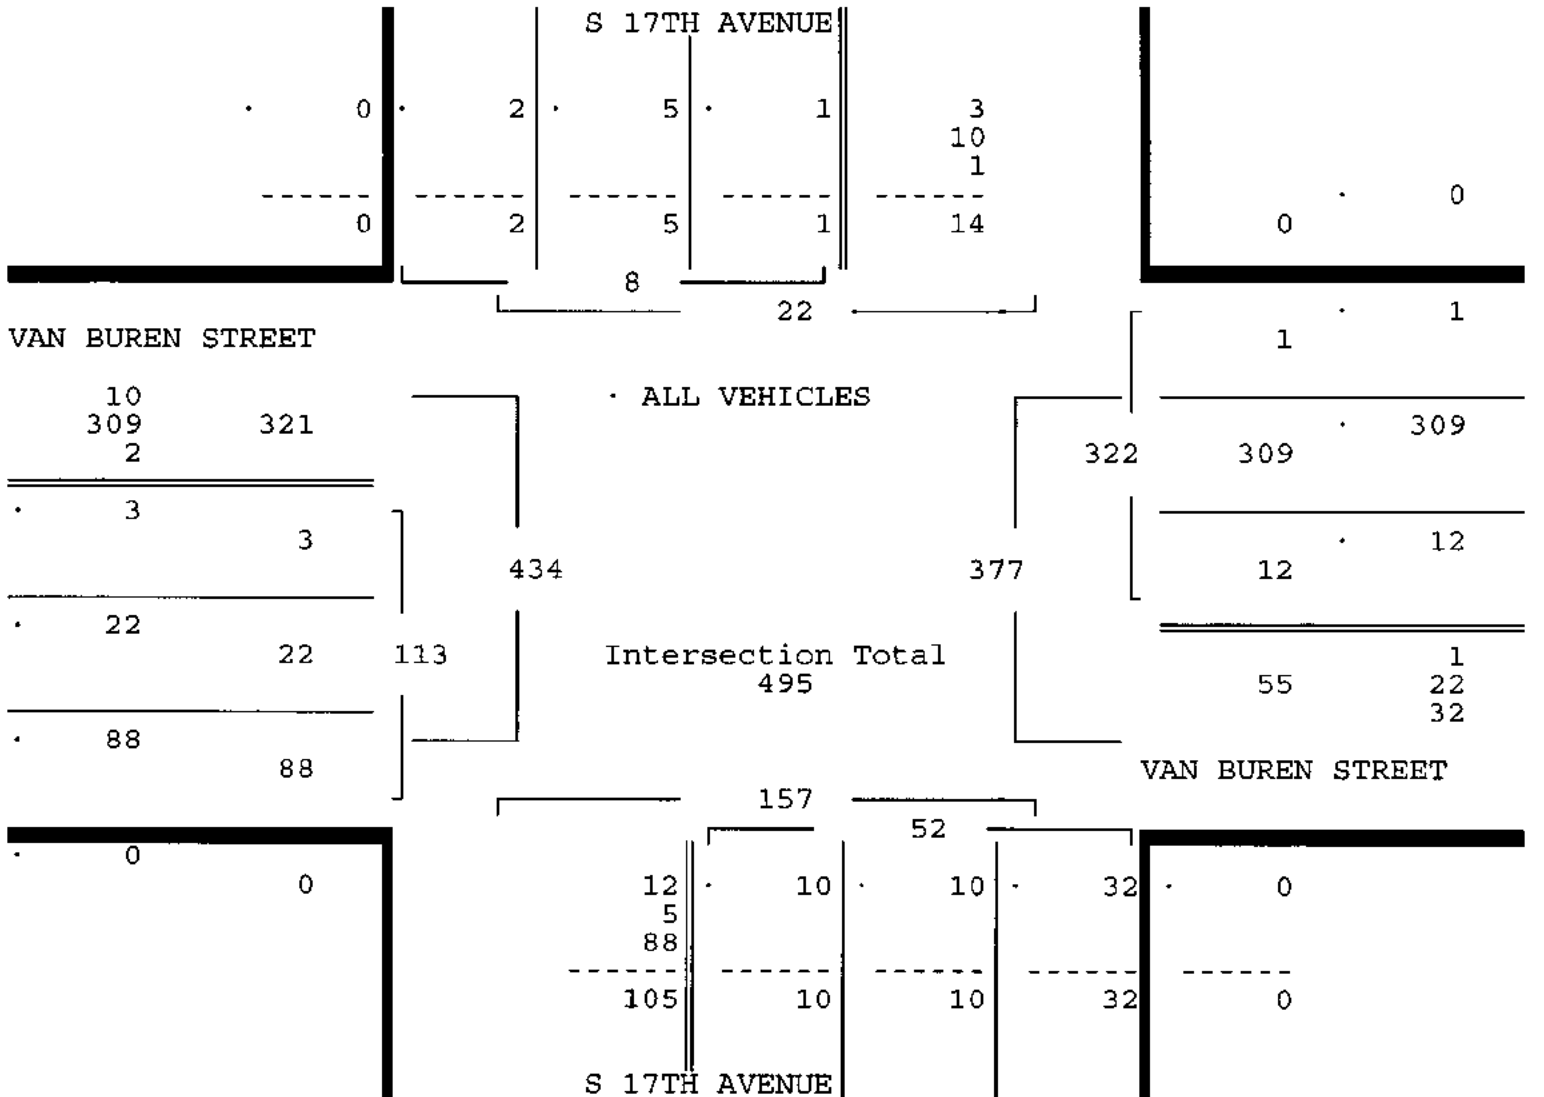 S 17TH AVENUE
· 0 · 2 · 5 · 1 3
10
1
· 0
0 2 5 1 14 0
8
22 · 1
VAN BUREN STREET 1
10 · ALL VEHICLES
309 321 · 309
2 322 309
· 3
3 · 12
434 377 12
· 22
22 113 Intersection Total 1
495 55 22
32
· 88
88 VAN BUREN STREET
157
52
· 0
0 12 · 10 · 10 · 32 · 0
5
88
105 10 10 32 0
S 17TH AVENUE